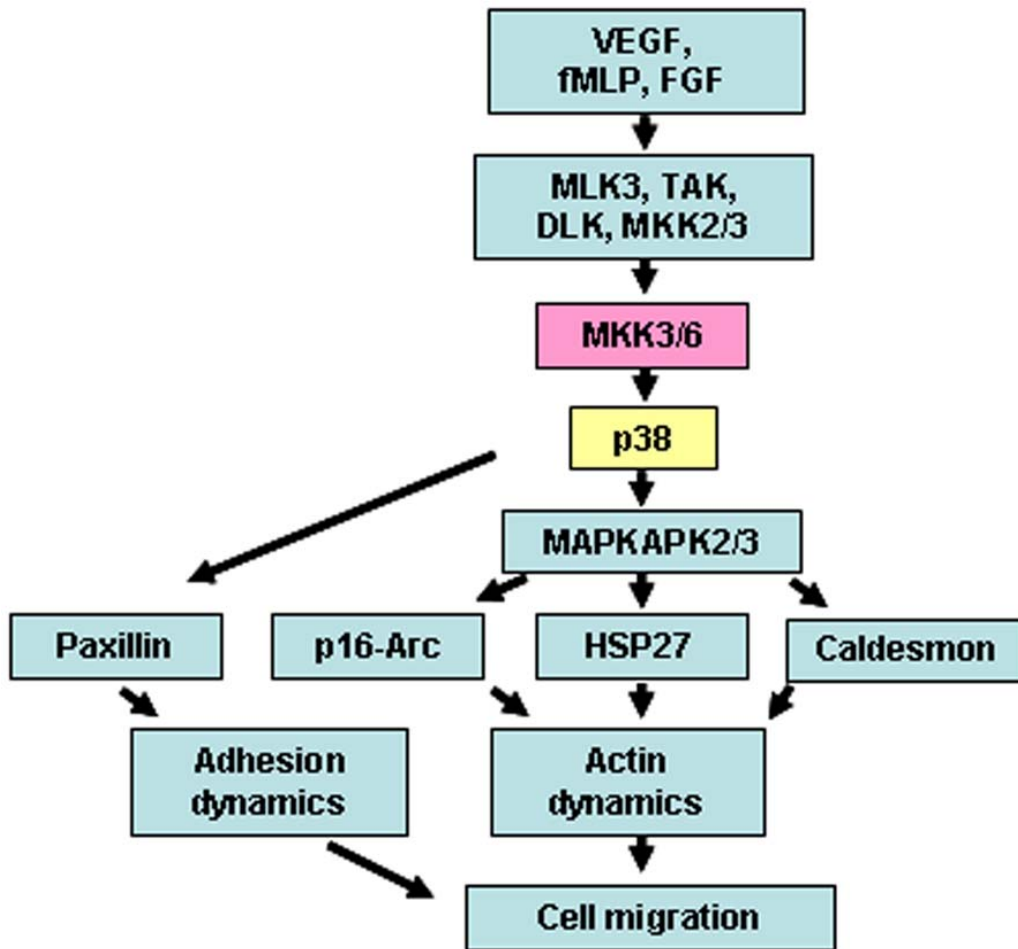 VEGF,
fMLP, FGF
MLK3, TAK,
DLK, MKK2/3
MKK3/6
p38
MAPKAPK2/3
Paxillin
p16-Arc
HSP27
Caldesmon
Adhesion
dynamics
Actin
dynamics
Cell migration